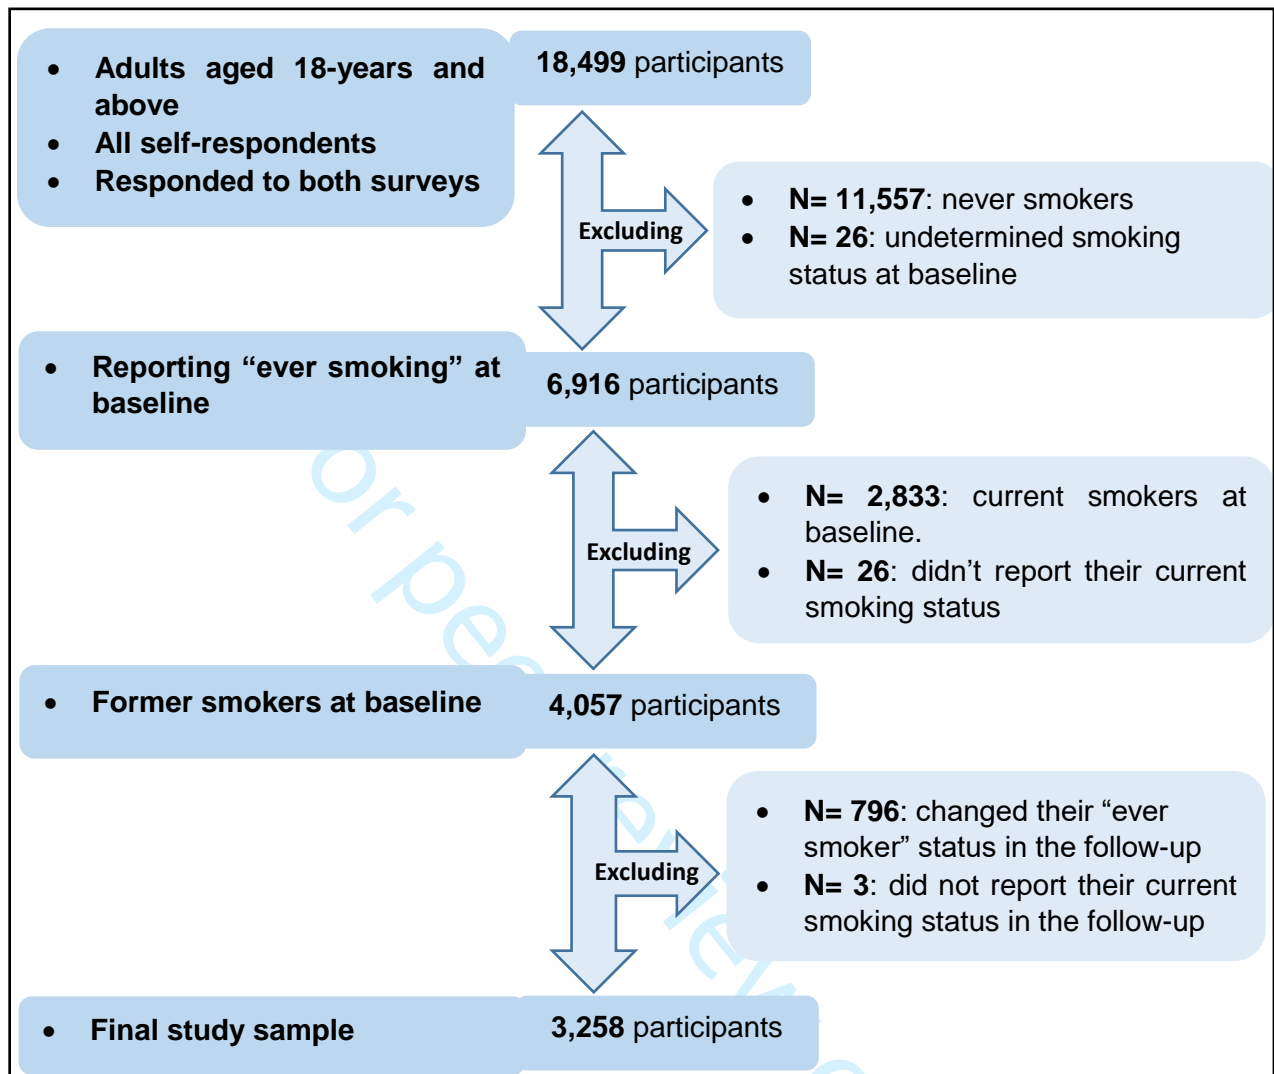 • Adults aged 18-years and
above
• All self-respondents
• Responded to both surveys
18,499 participants
Excluding
• N= 11,557: never smokers
• N= 26: undetermined smoking
status at baseline
• Reporting “ever smoking” at
baseline
6,916 participants
Excluding
• N= 2,833: current smokers at
baseline.
• N= 26: didn’t report their current
smoking status
• Former smokers at baseline
4,057 participants
Excluding
• N= 796: changed their “ever
smoker” status in the follow-up
• N= 3: did not report their current
smoking status in the follow-up
• Final study sample
3,258 participants